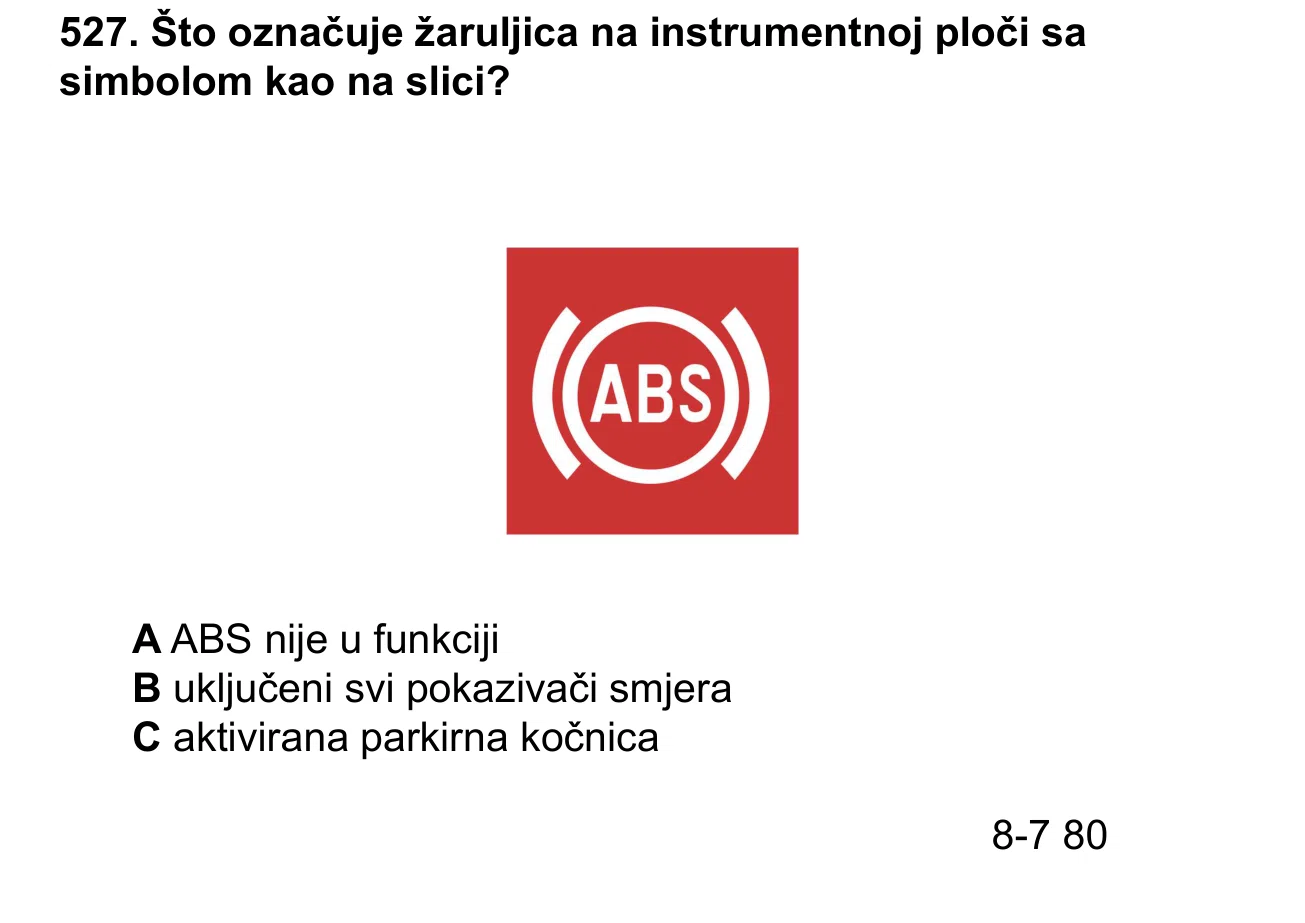 527. Što označuje žaruljica na instrumentnoj ploči sa
simbolom kao na slici?
ABS
A ABS nije u funkciji
B uključeni svi pokazivači smjera
C aktivirana parkirna kočnica
8-7 80